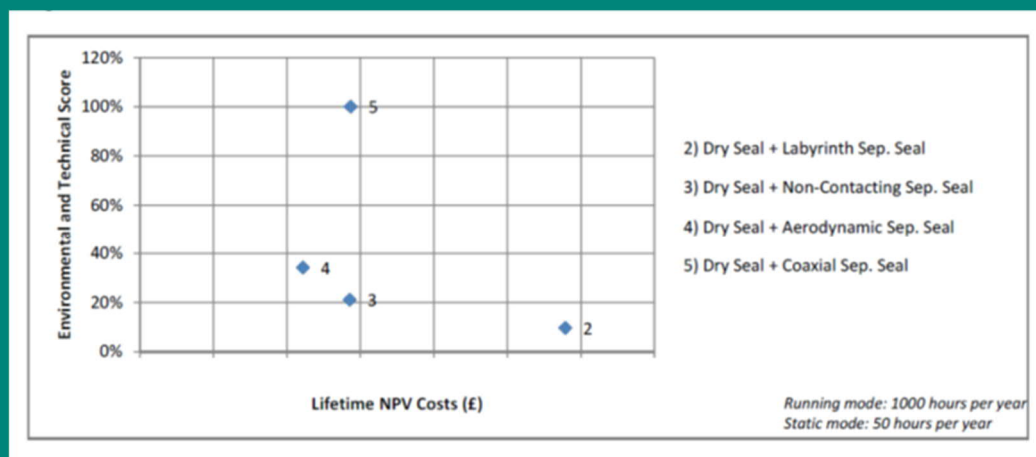 Environmental and Technical Score
120%
100%
80%
60%
40%
20%
0%
5
4
3
2
Lifetime NPV Costs (£)
2) Dry Seal + Labyrinth Sep. Seal
3) Dry Seal + Non-Contacting Sep. Seal
4) Dry Seal + Aerodynamic Sep. Seal
5) Dry Seal + Coaxial Sep. Seal
Running mode: 1000 hours per year
Static mode: 50 hours per year